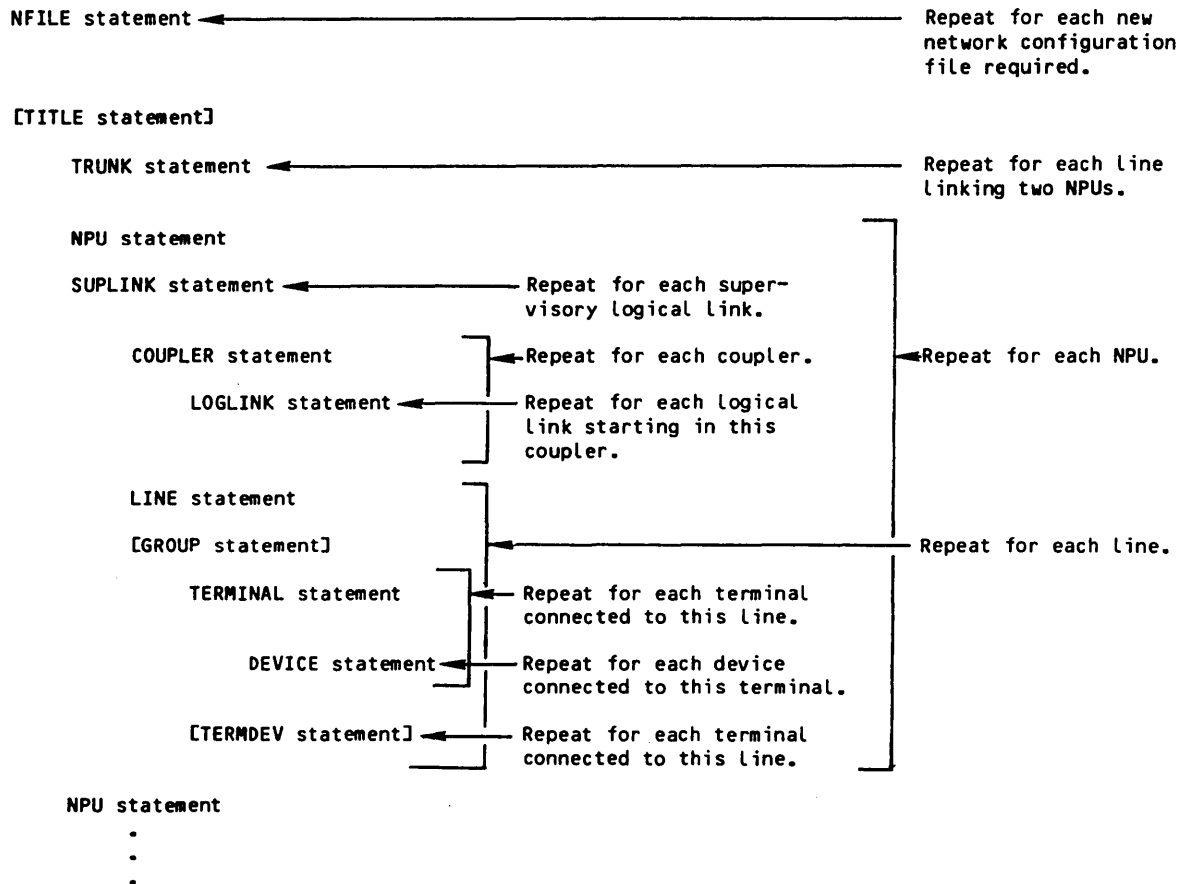 NFILE statement
Repeat for each new
network configuration
file required.
[TITLE statement]
TRUNK statement
Repeat for each line
linking two NPUs.
NPU statement
SUPLINK statement
Repeat for each super-
visory logical link.
COUPLER statement
Repeat for each coupler.
Repeat for each NPU.
LOGLINK statement
Repeat for each logical
link starting in this
coupler.
LINE statement
[GROUP statement]
Repeat for each line.
TERMINAL statement
Repeat for each terminal
connected to this line.
DEVICE statement
Repeat for each device
connected to this terminal.
[TERMDEV statement]
Repeat for each terminal
connected to this line.
NPU statement
.
.
.